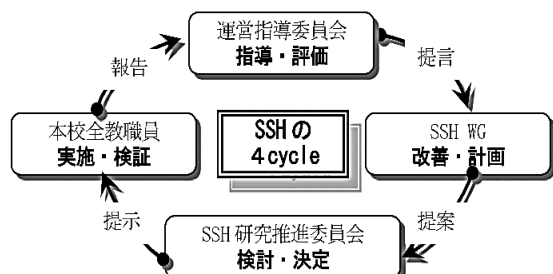 運営指導委員会
指導・評価
報告
提言
本校全教職員
実施・検証
SSHの
4cycle
SSH WG
改善・計画
提示
提案
SSH研究推進委員会
検討・決定